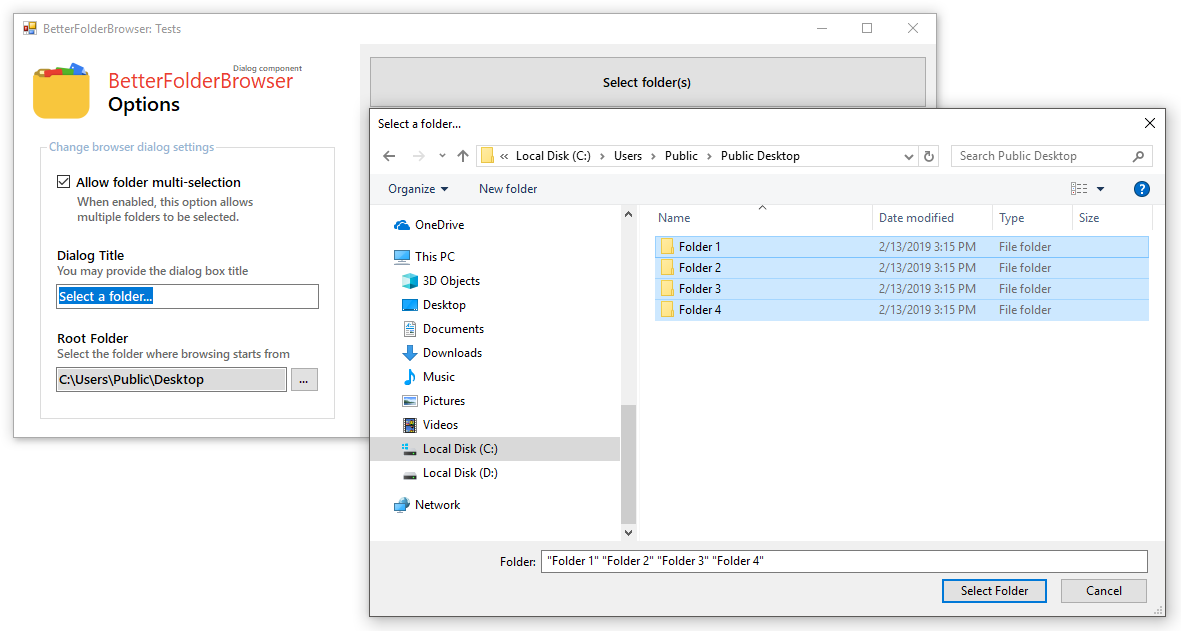 BetterFolderBrowser: Tests
Dialog component
BetterFolderBrowser
Options
Change browser dialog settings
Allow folder multi-selection
When enabled, this option allows
multiple folders to be selected.
Dialog Title
You may provide the dialog box title
Select a folder...
Root Folder
Select the folder where browsing starts from
C:\Users\Public\Desktop
...
Select folder(s)
Select a folder...
« Local Disk (C:) › Users › Public › Public Desktop
Search Public Desktop
Organize
New folder
?
OneDrive
This PC
3D Objects
Desktop
Documents
Downloads
Music
Pictures
Videos
Local Disk (C:)
Local Disk (D:)
Network
Name Date modified Type Size
Folder 1 2/13/2019 3:15 PM File folder
Folder 2 2/13/2019 3:15 PM File folder
Folder 3 2/13/2019 3:15 PM File folder
Folder 4 2/13/2019 3:15 PM File folder
Folder: "Folder 1" "Folder 2" "Folder 3" "Folder 4"
Select Folder
Cancel